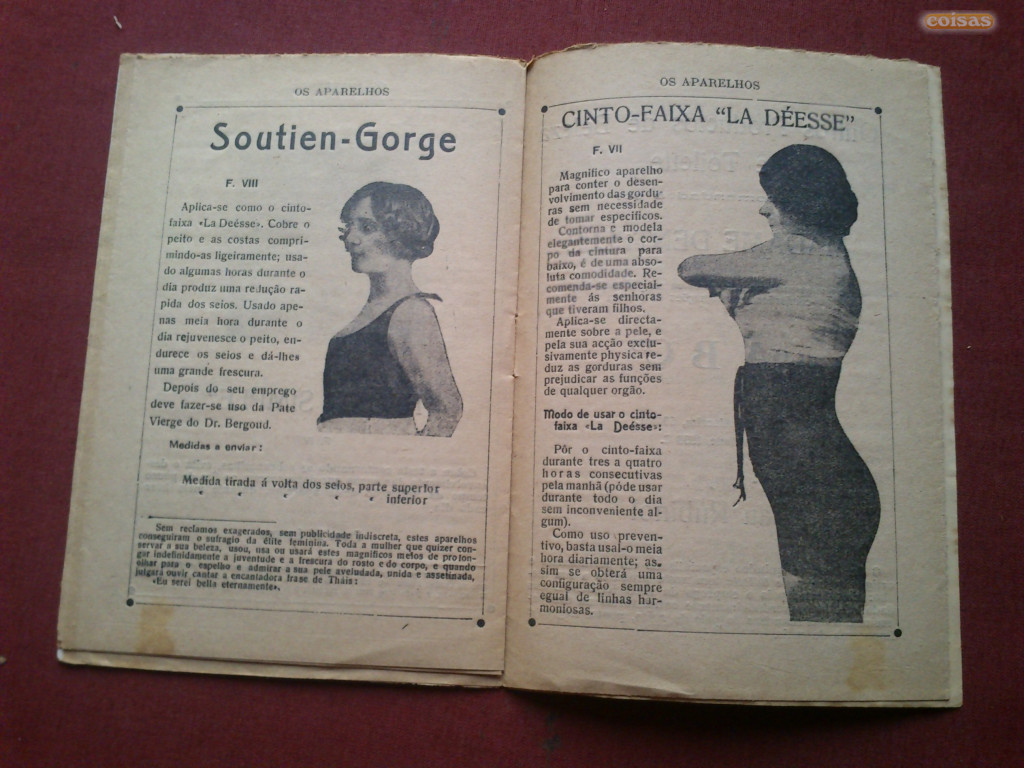 coisas
OS APARELHOS
Soutien-Gorge
F. VIII
Aplica-se como o cinto-
faixa «La Deésse». Cobre o
peito e as costas compri-
mindo-as ligeiramente; usa-
do algumas horas durante o
dia produz uma redução ra-
pida dos seios. Usado ape-
nas meia hora durante o
dia rejuvenesce o peito, en-
durece os seios e dá-lhes
uma grande frescura.
Depois do seu emprego
deve fazer-se uso da Pate
Vierge do Dr. Bergoud.
Medidas a enviar:
Medida tirada á volta dos seios, parte superior
« « « « « inferior
Sem reclamos exagerados, sem publicidade indiscreta, estes aparelhos
conseguiram o sufragio da élite feminina. Toda a mulher que quizer con-
servar a sua beleza, usou, usa ou usará estes magnificos meios de prolon-
gar indefinidamente a juventude e a frescura do rosto e do corpo, e quando
olhar para o espelho e admirar a sua pele aveludada, unida e assetinada,
julgará ouvir cantar a encantadora frase de Thaïs:
«Eu serei bella eternamente».
OS APARELHOS
CINTO-FAIXA "LA DÉESSE"
F. VII
Magnifico aparelho
para conter o desen-
volvimento das gordu-
ras sem necessidade
de tomar especificos.
Contorna e modela
elegantemente o cor-
po da cintura para
baixo, é de uma abso-
luta comodidade. Re-
comenda-se especial-
mente ás senhoras
que tiveram filhos.
Aplica-se directa-
mente sobre a pele, e
pela sua acção exclu-
sivamente physica re-
duz as gorduras sem
prejudicar as funções
de qualquer orgão.
Modo de usar o cinto-
faixa «La Deésse»:
Pôr o cinto-faixa
durante tres a quatro
horas consecutivas
pela manhã (póde usar
durante todo o dia
sem inconveniente al-
gum).
Como uso preven-
tivo, basta usal-o meia
hora diariamente; as-
sim se obterá uma
configuração sempre
egual de linhas har-
moniosas.